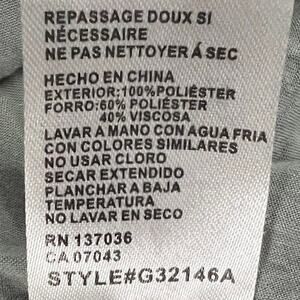 REPASSAGE DOUX SI
NÉCESSAIRE
NE PAS NETTOYER Á SEC
HECHO EN CHINA
EXTERIOR:100%POLIÉSTER
FORRO:60% POLIÉSTER
40% VISCOSA
LAVAR A MANO CON AGUA FRIA
CON COLORES SIMILARES
NO USAR CLORO
SECAR EXTENDIDO
PLANCHAR A BAJA
TEMPERATURA
NO LAVAR EN SECO
RN 137036
CA 07043
STYLE#G32146A